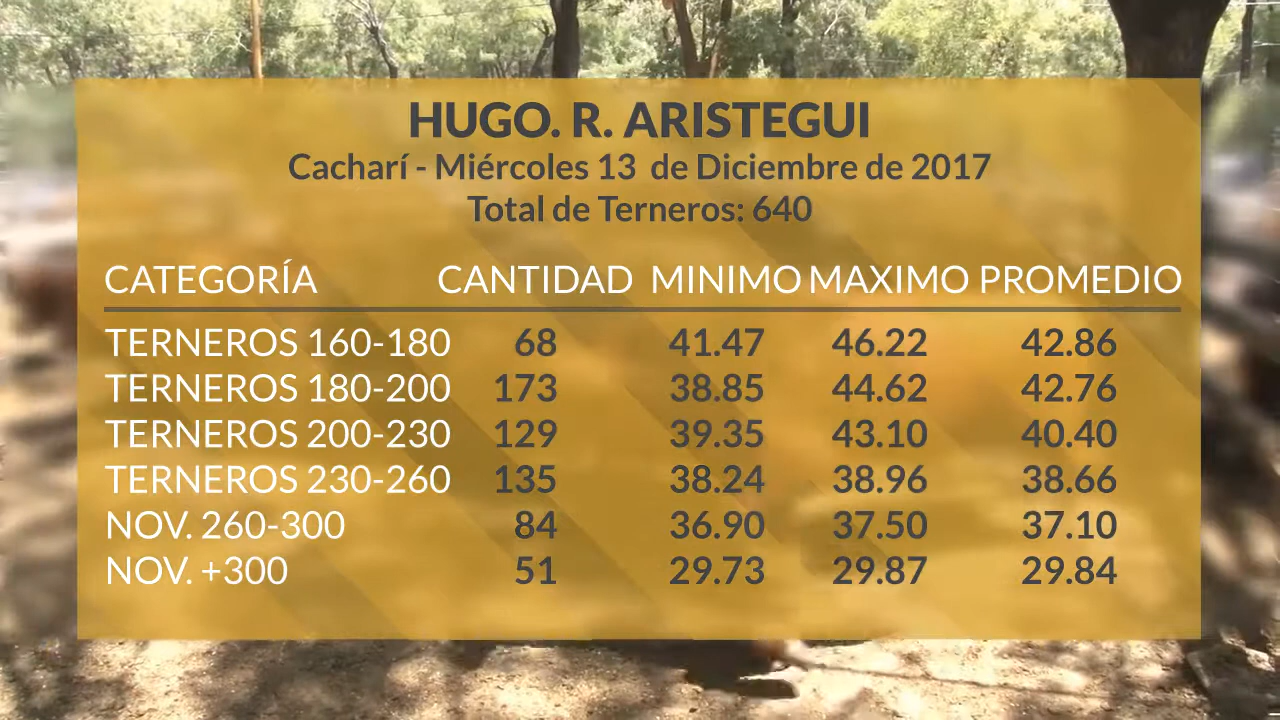 HUGO. R. ARISTEGUI
Cacharí - Miércoles 13 de Diciembre de 2017
Total de Terneros: 640
CATEGORÍA CANTIDAD MINIMO MAXIMO PROMEDIO
TERNEROS 160-180 68 41.47 46.22 42.86
TERNEROS 180-200 173 38.85 44.62 42.76
TERNEROS 200-230 129 39.35 43.10 40.40
TERNEROS 230-260 135 38.24 38.96 38.66
NOV. 260-300 84 36.90 37.50 37.10
NOV. +300 51 29.73 29.87 29.84